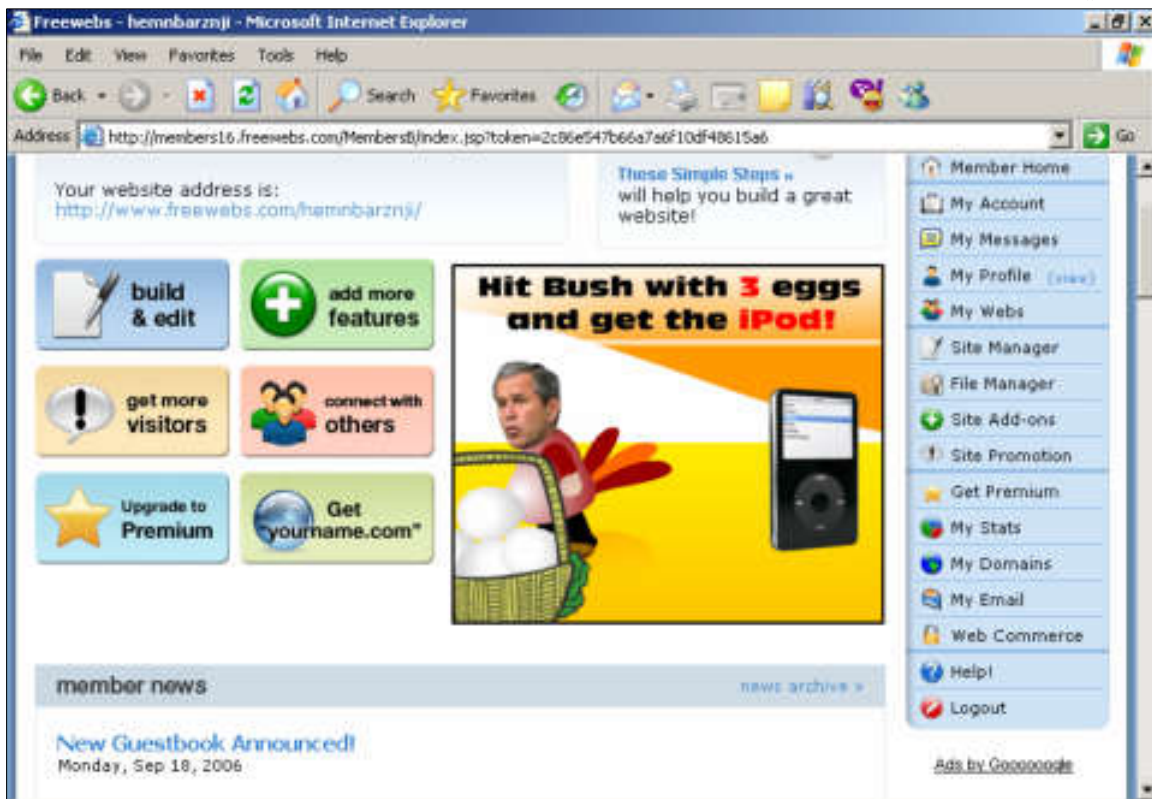 Freewebs - hemnbarznji - Microsoft Internet Explorer
File Edit View Favorites Tools Help
Back Search Favorites
Address http://members16.freewebs.com/MembersB/index.jsp?token=2c86e547b66a7a6f10df48615a6 Go
Your website address is:
http://www.freewebs.com/hemnbarznji/
These Simple Steps »
will help you build a great
website!
build
& edit
add more
features
get more
visitors
connect with
others
Upgrade to
Premium
Get
"yourname.com"
Hit Bush with 3 eggs
and get the iPod!
Member Home
My Account
My Messages
My Profile (view)
My Webs
Site Manager
File Manager
Site Add-ons
Site Promotion
Get Premium
My Stats
My Domains
My Email
Web Commerce
Help!
Logout
member news
news archive »
New Guestbook Announced!
Monday, Sep 18, 2006
Ads by Goooooogle